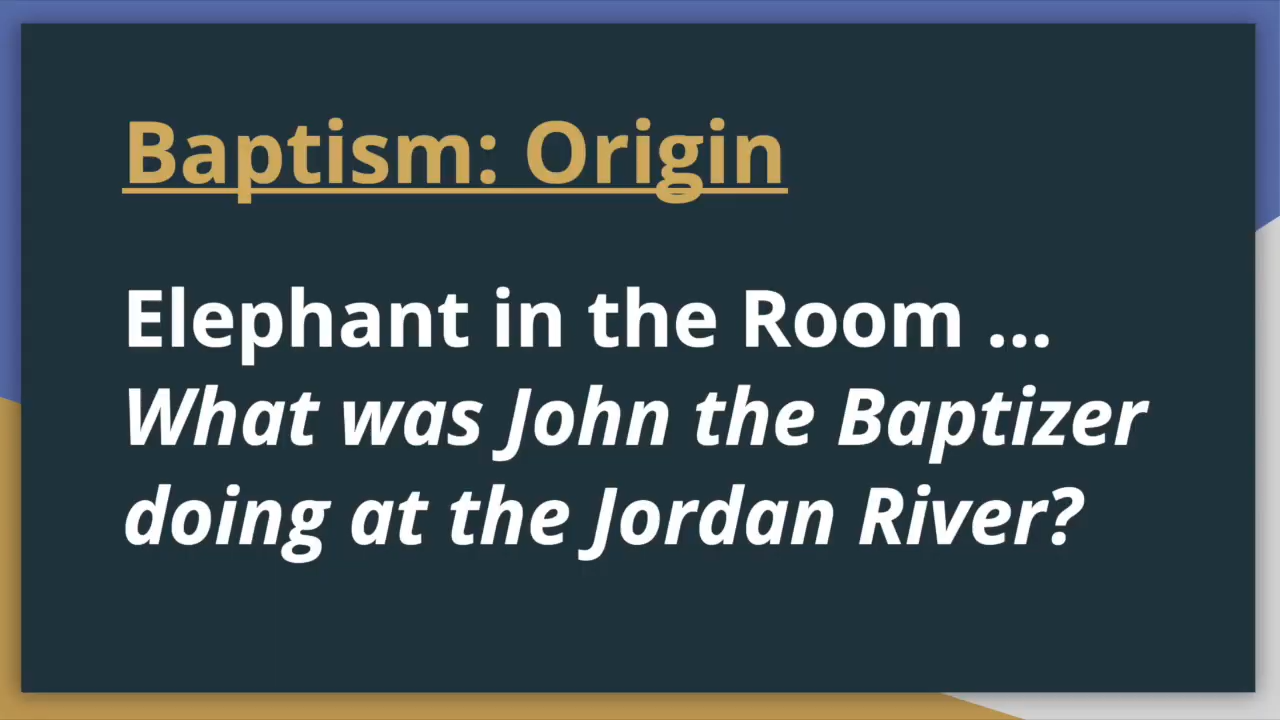 Baptism: Origin
Elephant in the Room ...
What was John the Baptizer
doing at the Jordan River?